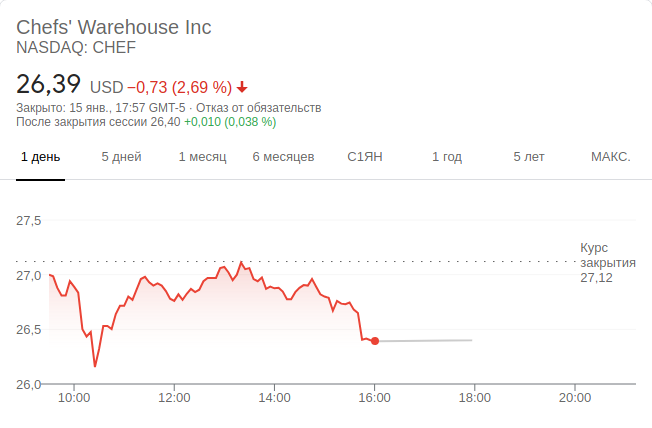 Chefs' Warehouse Inc
NASDAQ: CHEF
26,39 USD −0,73 (2,69 %)
Закрыто: 15 янв., 17:57 GMT-5 · Отказ от обязательств
После закрытия сессии 26,40 +0,010 (0,038 %)
1 день 5 дней 1 месяц 6 месяцев С1ЯН 1 год 5 лет МАКС.
27,5
Курс
закрытия
27,12
27,0
26,5
26,0
10:00 12:00 14:00 16:00 18:00 20:00